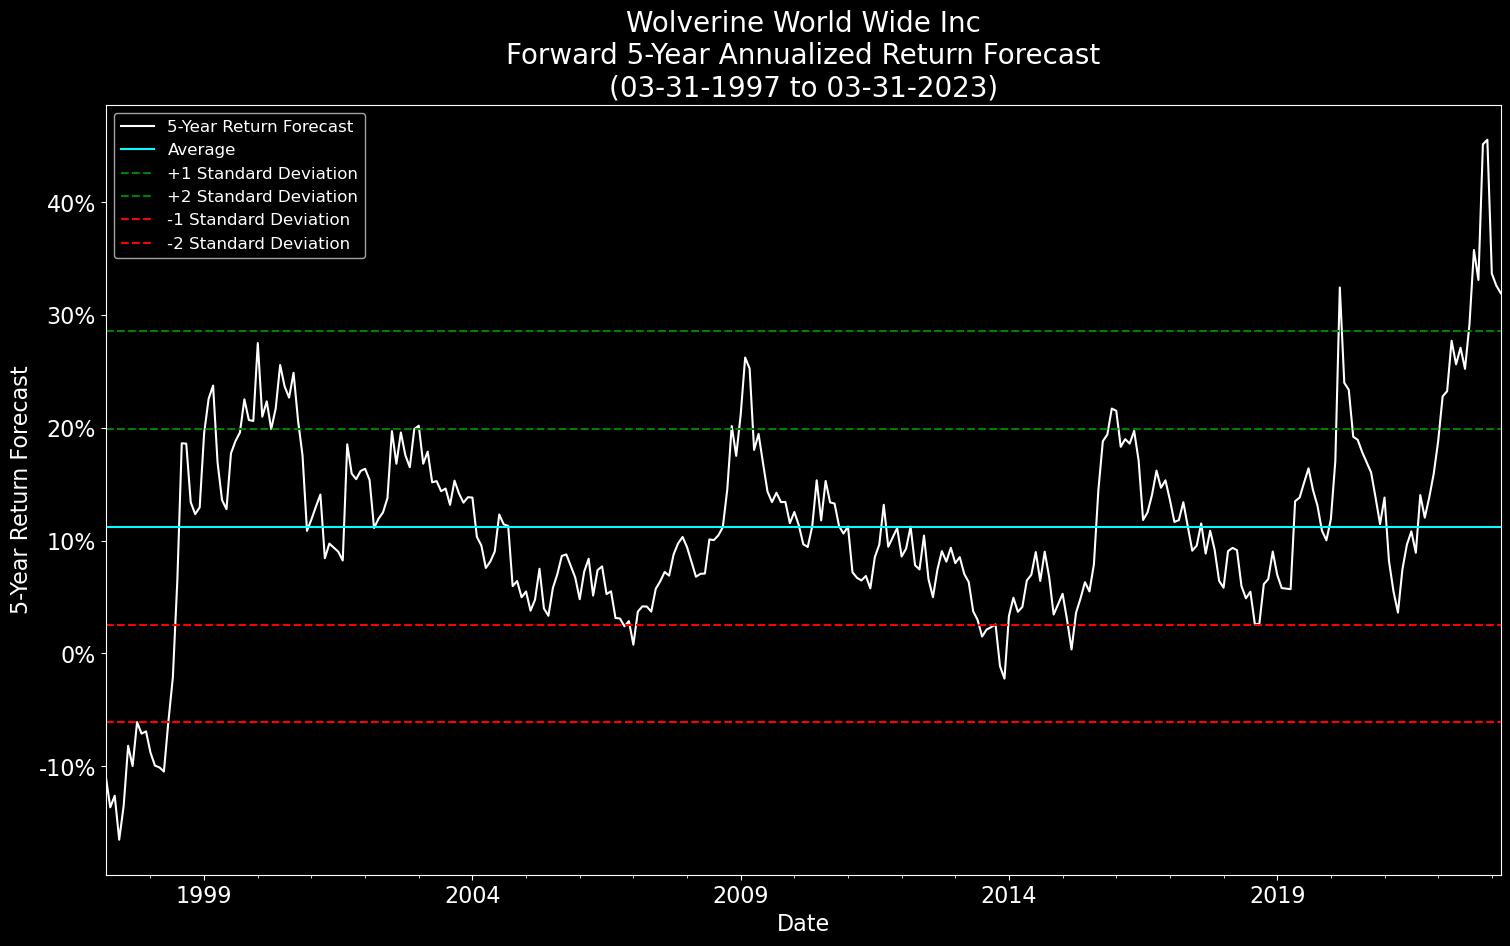 Wolverine World Wide Inc
Forward 5-Year Annualized Return Forecast
(03-31-1997 to 03-31-2023)
5-Year Return Forecast
Average
+1 Standard Deviation
+2 Standard Deviation
-1 Standard Deviation
-2 Standard Deviation
5-Year Return Forecast
40%
30%
20%
10%
0%
-10%
1999
2004
2009
2014
2019
Date